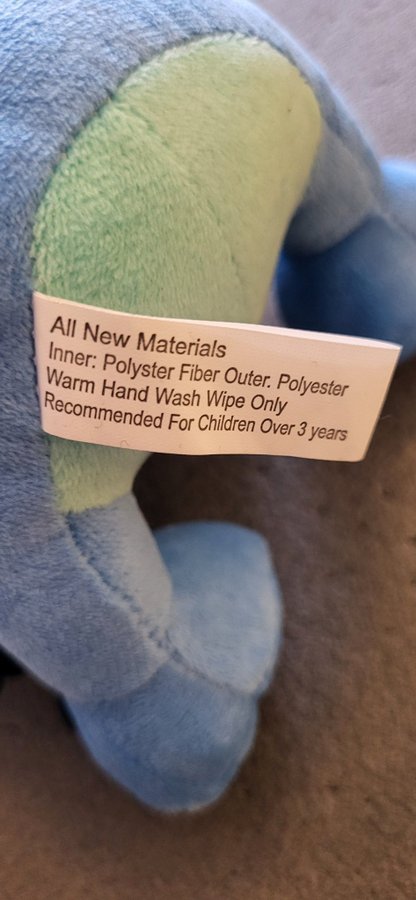 All New Materials
Inner: Polyster Fiber Outer. Polyester
Warm Hand Wash Wipe Only
Recommended For Children Over 3 years